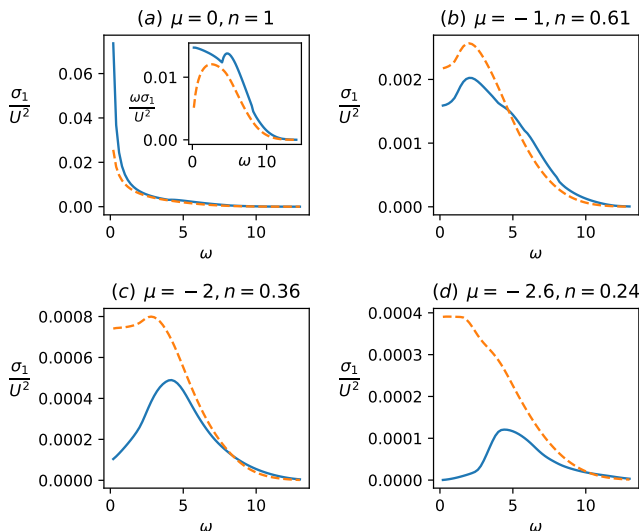 (a) μ = 0, n = 1
σ₁/U²
0.06
0.04
0.02
0.00
0 5 10
ω
ωσ₁/U²
0.01
0.00
0 ω 10
(b) μ = − 1, n = 0.61
σ₁/U²
0.002
0.001
0.000
0 5 10
ω
(c) μ = − 2, n = 0.36
σ₁/U²
0.0008
0.0006
0.0004
0.0002
0.0000
0 5 10
ω
(d) μ = − 2.6, n = 0.24
σ₁/U²
0.0004
0.0003
0.0002
0.0001
0.0000
0 5 10
ω